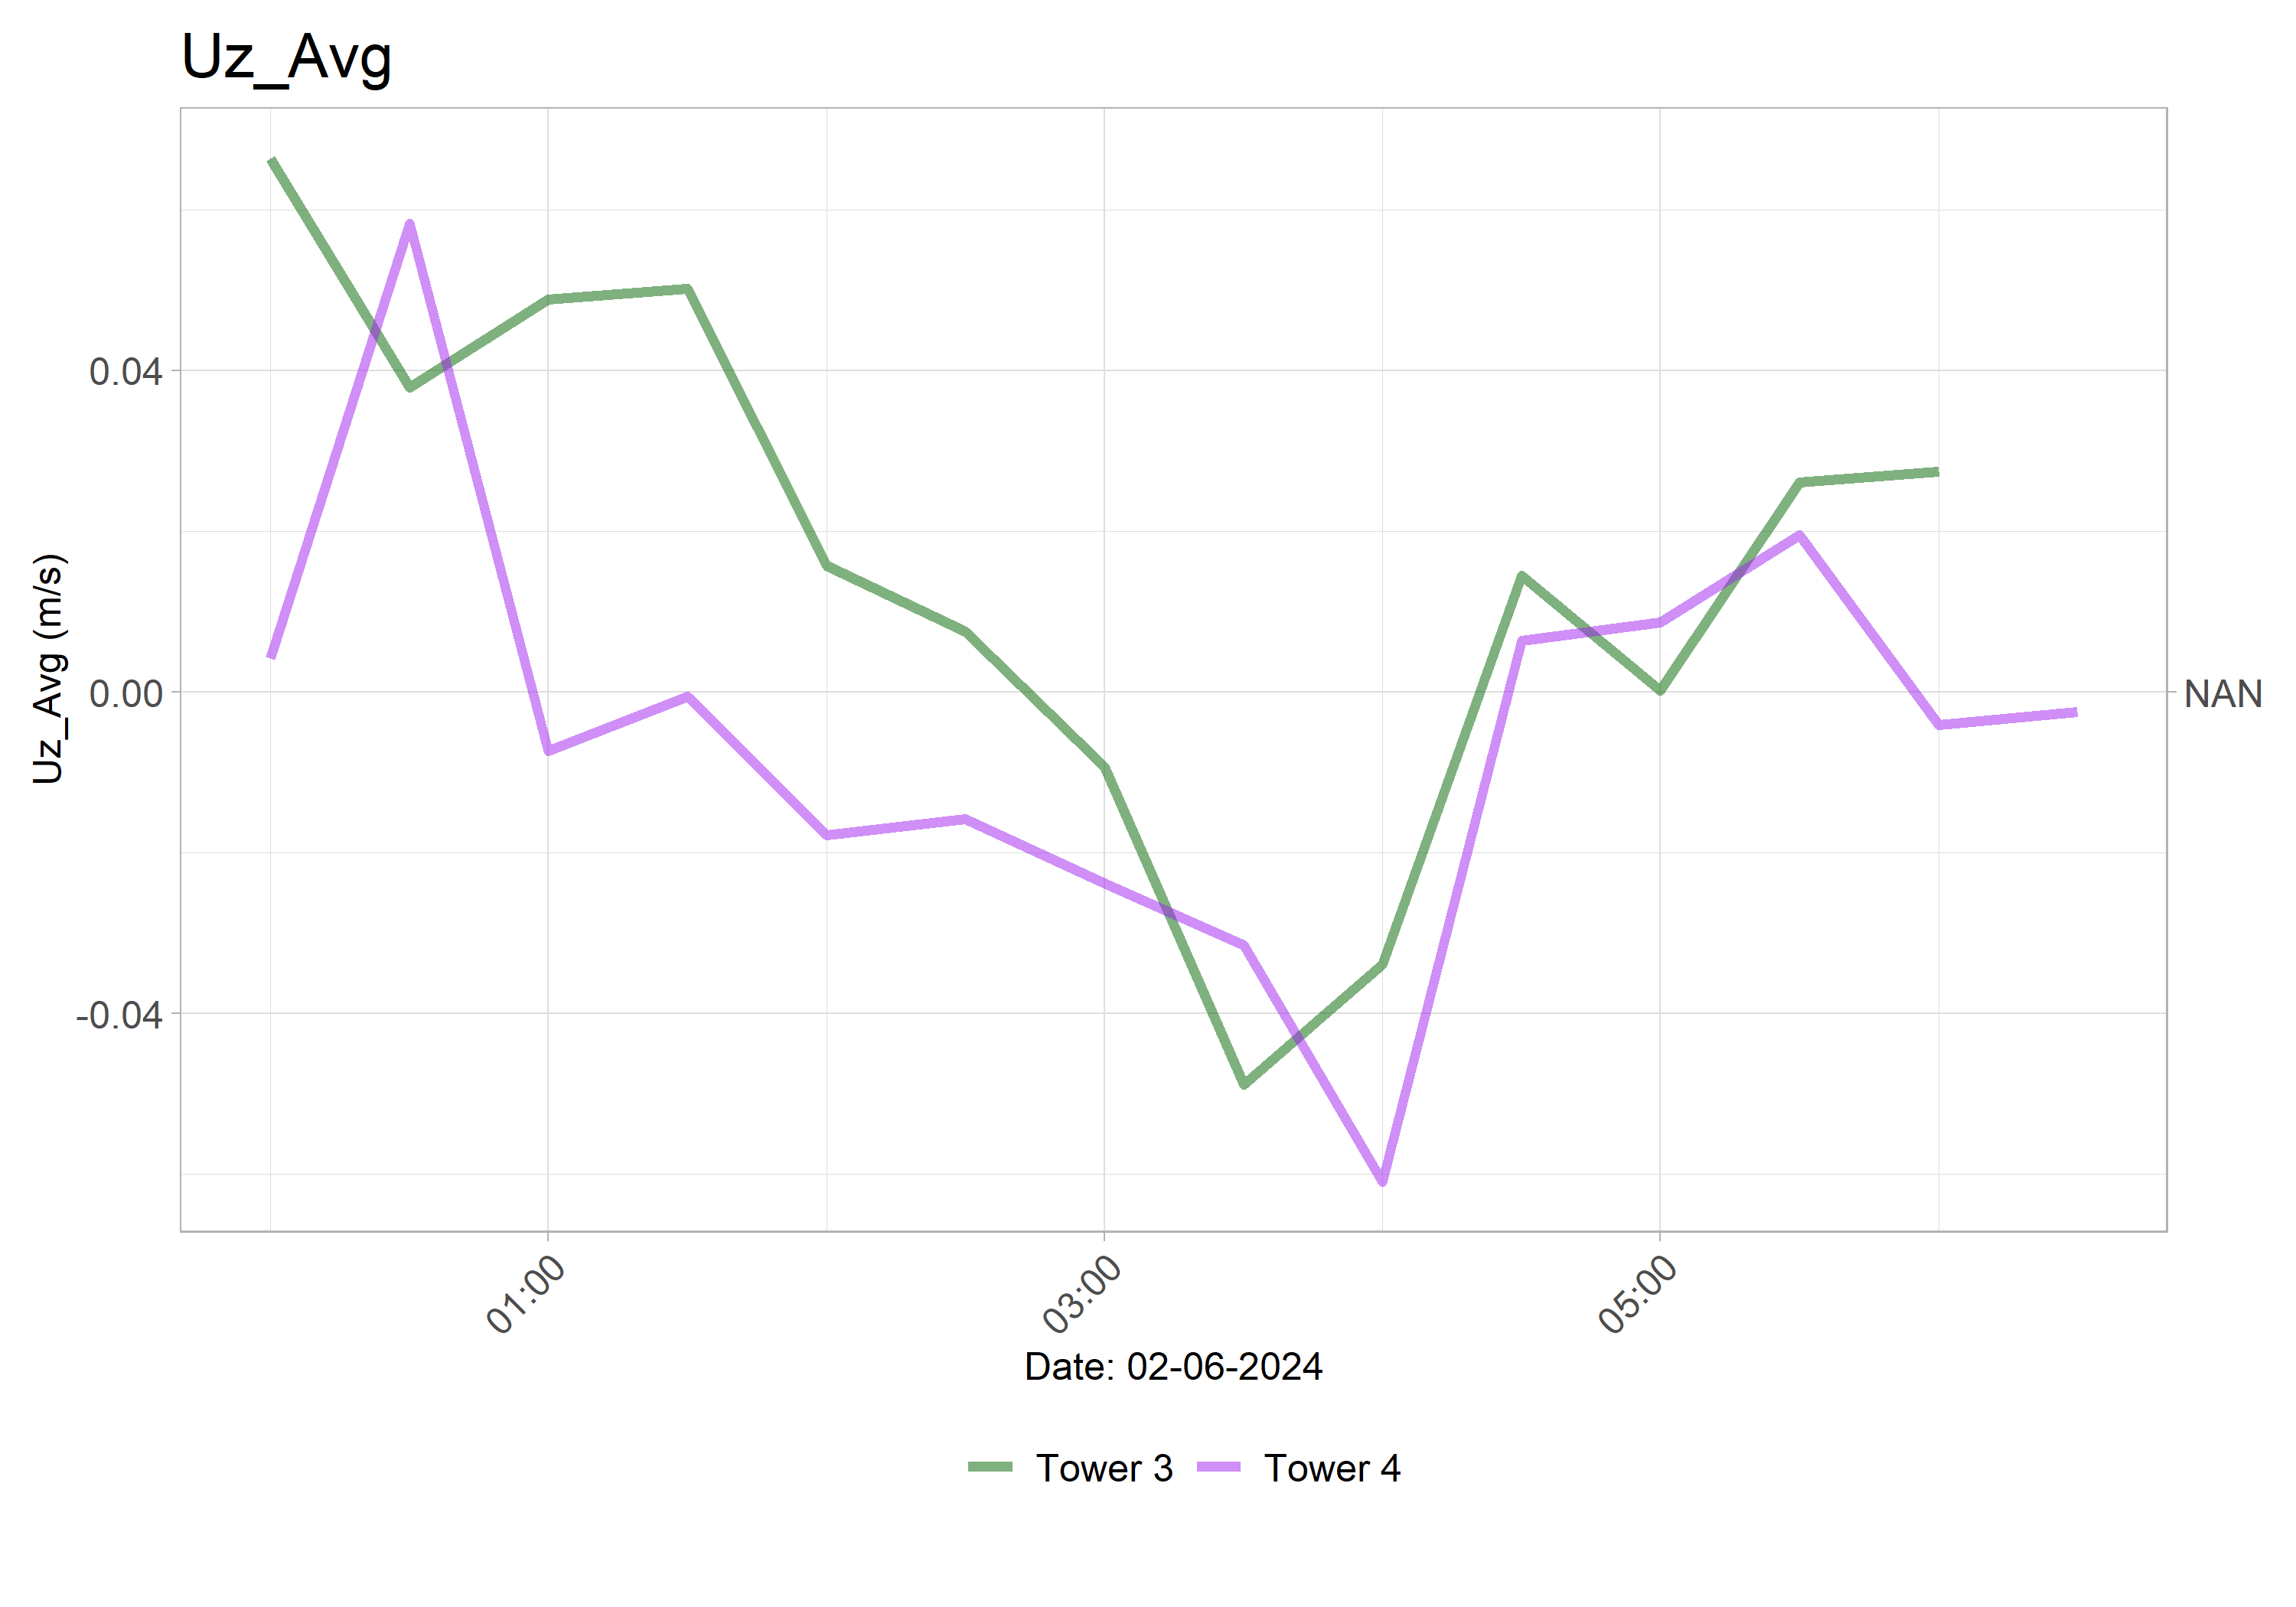 Uz_Avg
Uz_Avg (m/s)
0.04
0.00
-0.04
NAN
01:00
03:00
05:00
Date: 02-06-2024
Tower 3
Tower 4